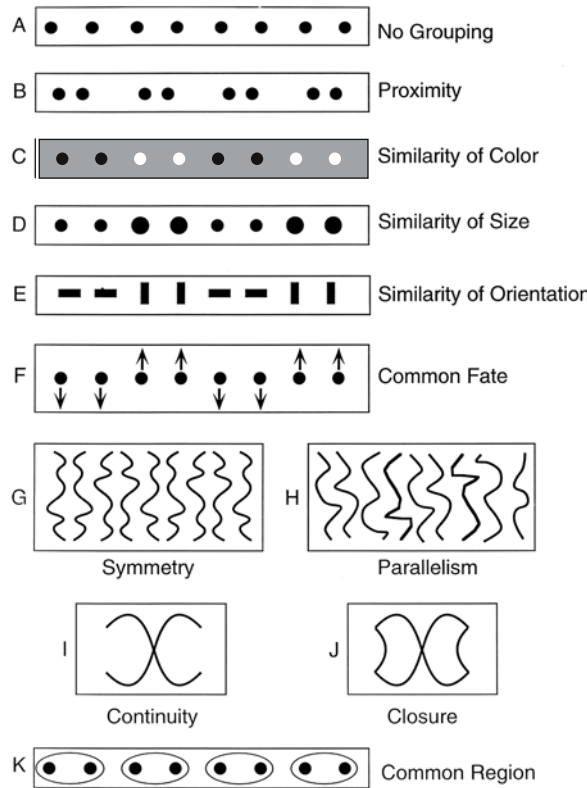 A No Grouping
B Proximity
C Similarity of Color
D Similarity of Size
E Similarity of Orientation
F Common Fate
G H
Symmetry Parallelism
I J
Continuity Closure
K Common Region